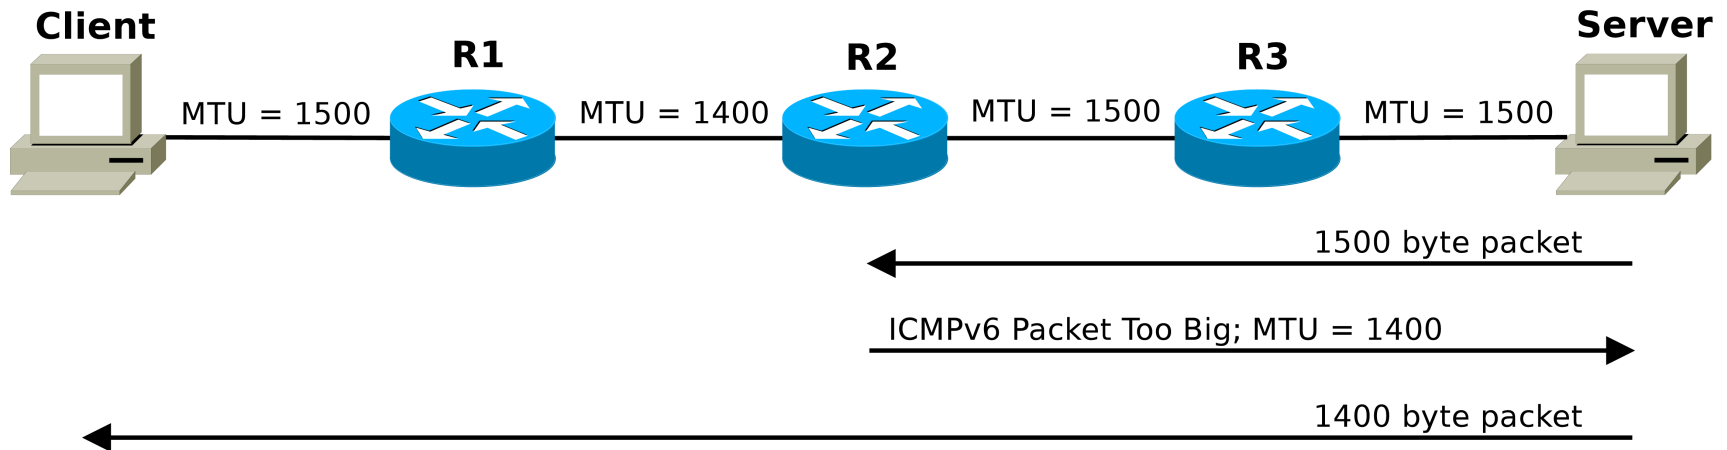 Client
R1
R2
R3
Server
MTU = 1500
MTU = 1400
MTU = 1500
MTU = 1500
1500 byte packet
ICMPv6 Packet Too Big; MTU = 1400
1400 byte packet